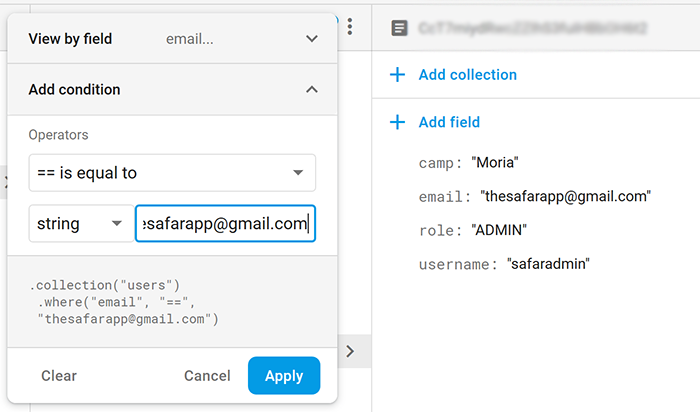 View by field email...
Add condition
Operators
== is equal to
string :safarapp@gmail.com
.collection("users")
.where("email", "==",
"thesafarapp@gmail.com")
Clear Cancel Apply
Add collection
Add field
camp: "Moria"
email: "thesafarapp@gmail.com"
role: "ADMIN"
username: "safaradmin"